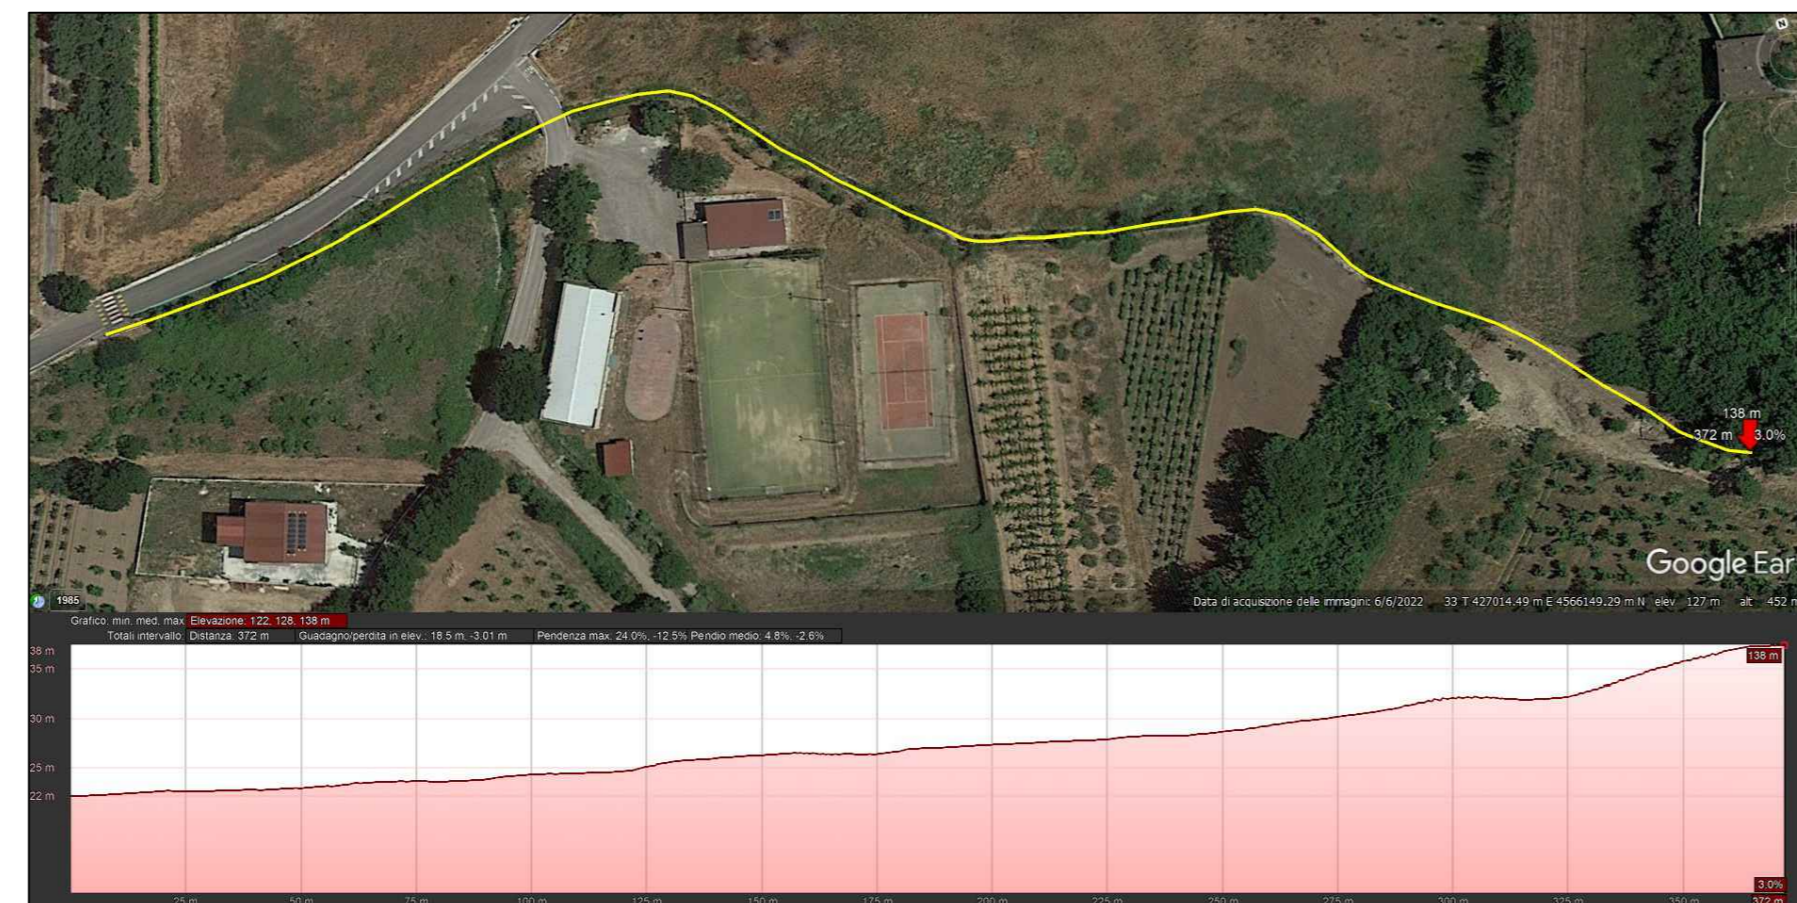 N
138 m
372 m 3.0%
Google Ear
1985
Data di acquisizione delle immagini: 6/6/2022 33 T 427014.49 m E 4566149.29 m N elev 127 m alt 452 m
Grafico: min, med, max Elevazione: 122, 128, 138 m
Totali intervallo: Distanza: 372 m Guadagno/perdita in elev.: 18.5 m, -3.01 m Pendenza max: 24.0%, -12.5% Pendio medio: 4.8%, -2.6%
38 m
138 m
35 m
30 m
25 m
22 m
3.0%
25 m 50 m 75 m 100 m 125 m 150 m 175 m 200 m 225 m 250 m 275 m 300 m 325 m 350 m 372 m